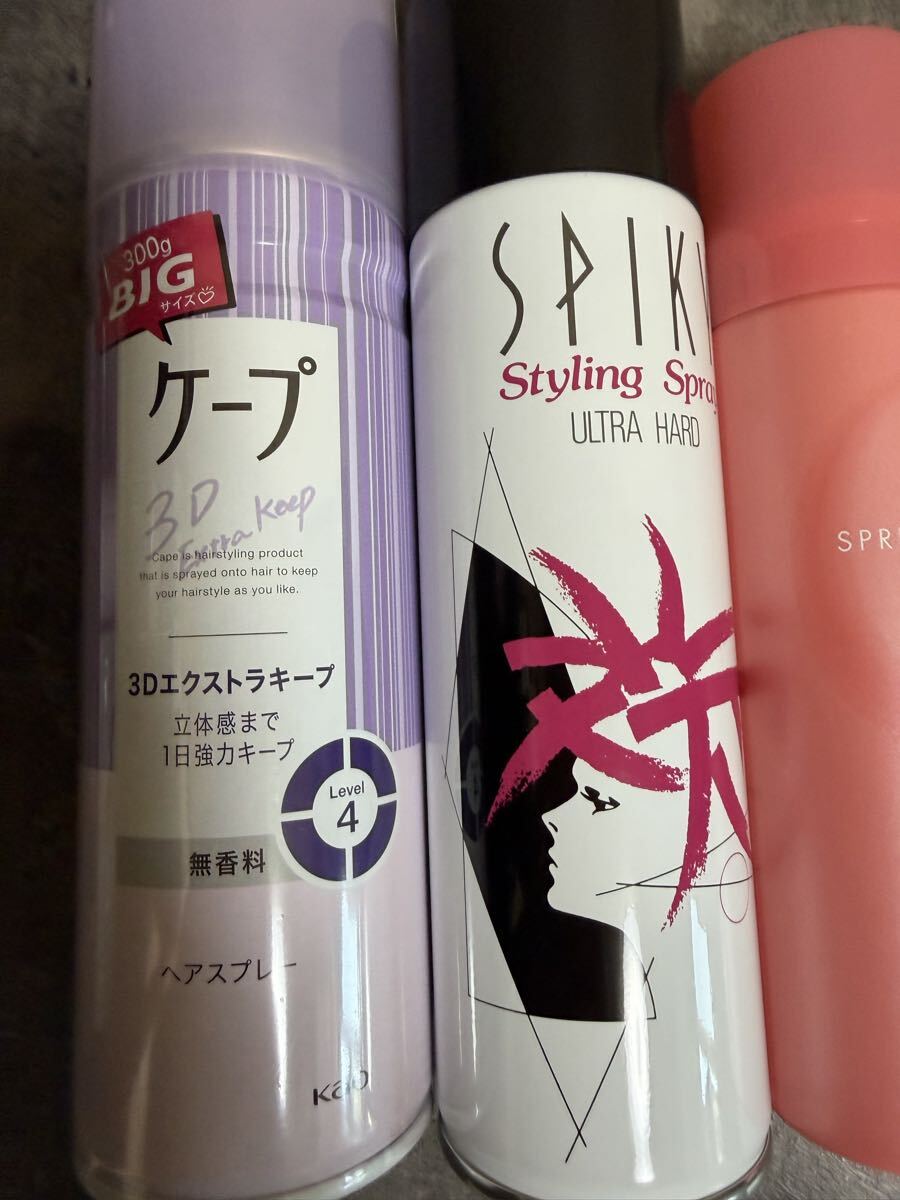 300g
BIG
サイズ
ケープ
3D
Extra Keep
Cape is hairstyling product
that is sprayed onto hair to keep
your hairstyle as you like.
3Dエクストラキープ
立体感まで
1日強力キープ
Level
4
無香料
ヘアスプレー
Kao
SPIKY
Styling Spray
ULTRA HARD
SPR